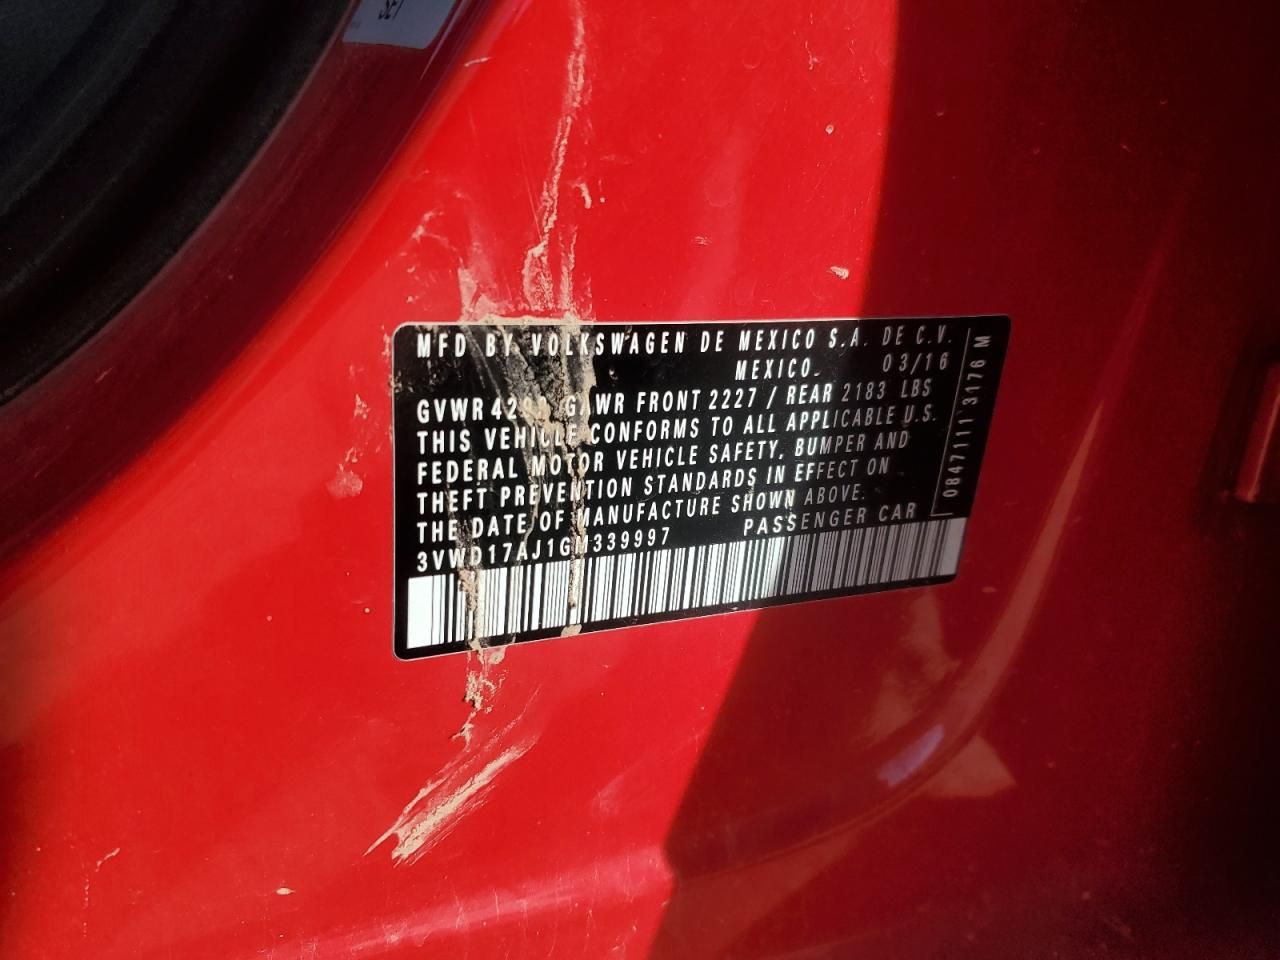 MFD BY VOLKSWAGEN DE MEXICO S.A. DE C.V.
MEXICO. 03/16
GVWR GAWR FRONT 2227 / REAR 2183 LBS
THIS VEHICLE CONFORMS TO ALL APPLICABLE U.S.
FEDERAL MOTOR VEHICLE SAFETY, BUMPER AND
THEFT PREVENTION STANDARDS IN EFFECT ON
THE DATE OF MANUFACTURE SHOWN ABOVE.
3VWD17AJ1GM339997 PASSENGER CAR
0847111 3176 M